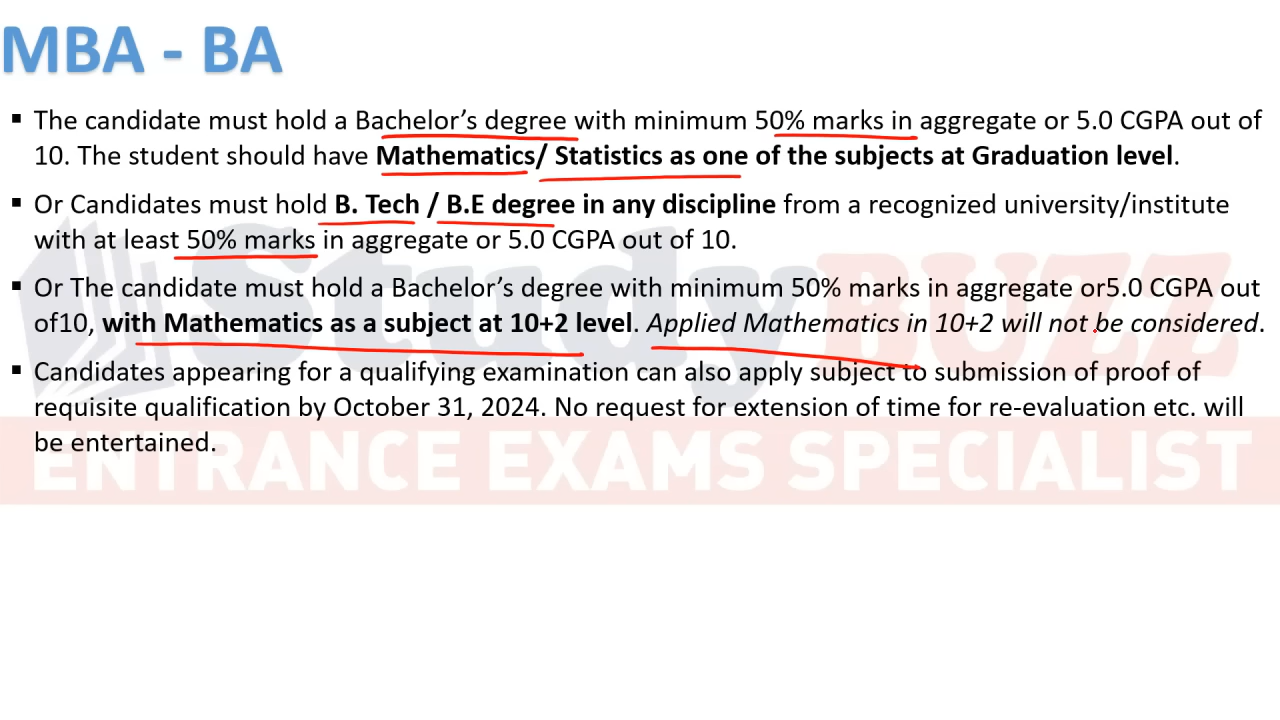 MBA - BA
▪ The candidate must hold a Bachelor's degree with minimum 50% marks in aggregate or 5.0 CGPA out of
10. The student should have Mathematics/ Statistics as one of the subjects at Graduation level.
▪ Or Candidates must hold B. Tech / B.E degree in any discipline from a recognized university/institute
with at least 50% marks in aggregate or 5.0 CGPA out of 10.
▪ Or The candidate must hold a Bachelor's degree with minimum 50% marks in aggregate or5.0 CGPA out
of10, with Mathematics as a subject at 10+2 level. Applied Mathematics in 10+2 will not be considered.
▪ Candidates appearing for a qualifying examination can also apply subject to submission of proof of
requisite qualification by October 31, 2024. No request for extension of time for re-evaluation etc. will
be entertained.
StudyBUZZ
ENTRANCE EXAMS SPECIALIST